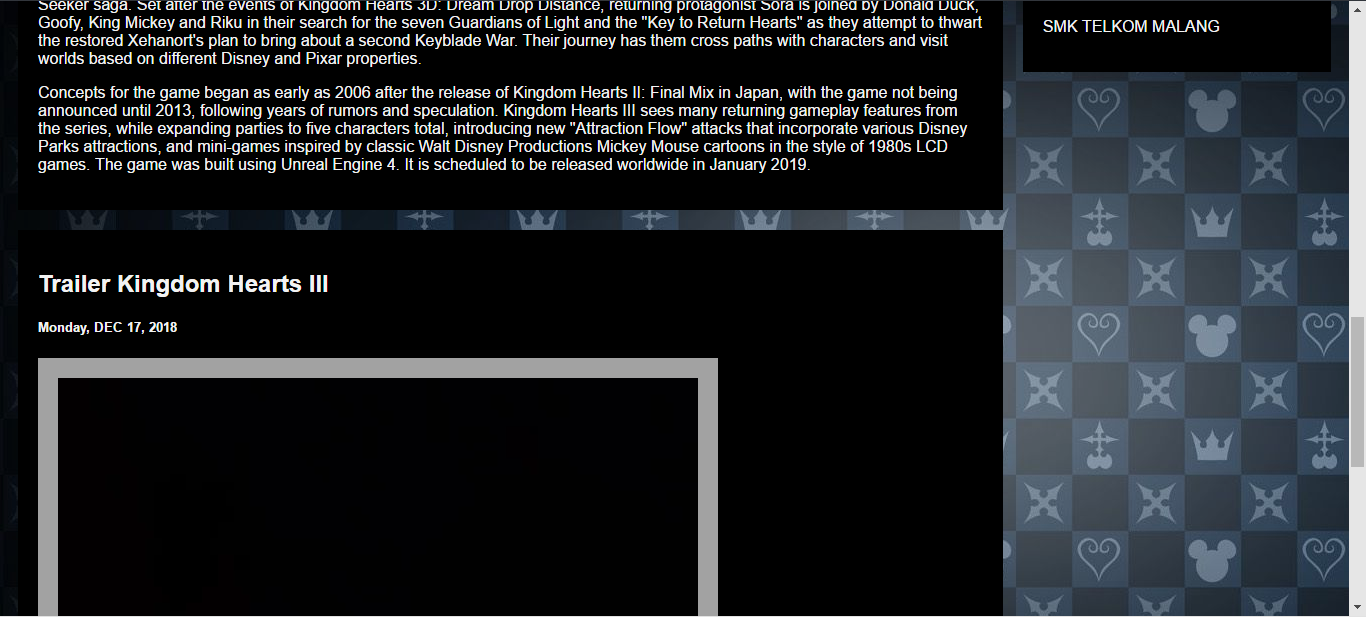 Seeker saga. Set after the events of Kingdom Hearts 3D: Dream Drop Distance, returning protagonist Sora is joined by Donald Duck,
Goofy, King Mickey and Riku in their search for the seven Guardians of Light and the "Key to Return Hearts" as they attempt to thwart
the restored Xehanort's plan to bring about a second Keyblade War. Their journey has them cross paths with characters and visit
worlds based on different Disney and Pixar properties.
Concepts for the game began as early as 2006 after the release of Kingdom Hearts II: Final Mix in Japan, with the game not being
announced until 2013, following years of rumors and speculation. Kingdom Hearts III sees many returning gameplay features from
the series, while expanding parties to five characters total, introducing new "Attraction Flow" attacks that incorporate various Disney
Parks attractions, and mini-games inspired by classic Walt Disney Productions Mickey Mouse cartoons in the style of 1980s LCD
games. The game was built using Unreal Engine 4. It is scheduled to be released worldwide in January 2019.
Trailer Kingdom Hearts III
Monday, DEC 17, 2018
SMK TELKOM MALANG